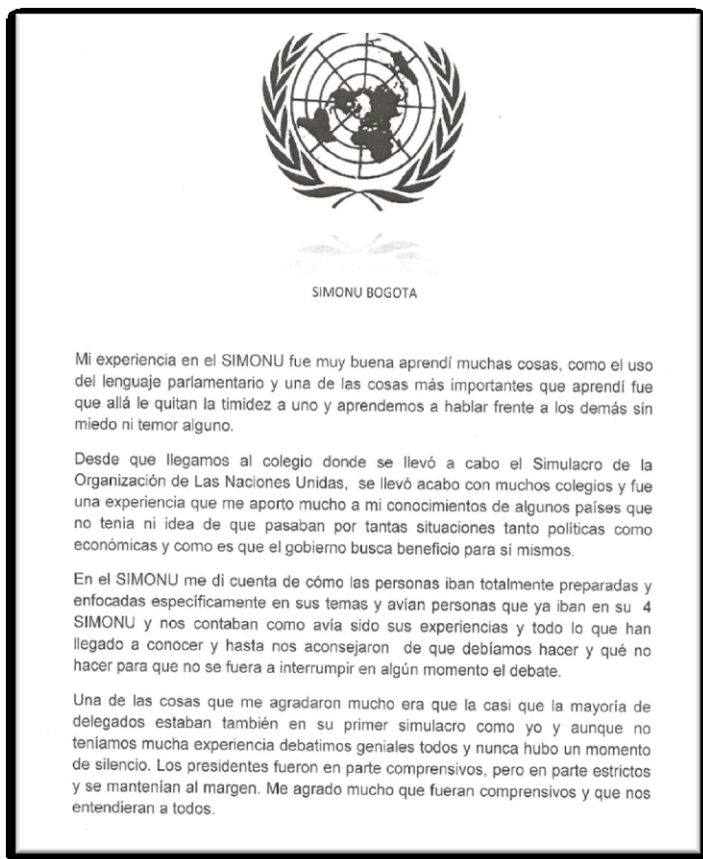 SIMONU BOGOTA
Mi experiencia en el SIMONU fue muy buena aprendí muchas cosas, como el uso
del lenguaje parlamentario y una de las cosas más importantes que aprendí fue
que allá le quitan la timidez a uno y aprendemos a hablar frente a los demás sin
miedo ni temor alguno.
Desde que llegamos al colegio donde se llevó a cabo el Simulacro de la
Organización de Las Naciones Unidas, se llevó acabo con muchos colegios y fue
una experiencia que me aporto mucho a mi conocimientos de algunos países que
no tenia ni idea de que pasaban por tantas situaciones tanto politicas como
económicas y como es que el gobierno busca beneficio para sí mismos.
En el SIMONU me di cuenta de cómo las personas iban totalmente preparadas y
enfocadas específicamente en sus temas y avían personas que ya iban en su 4
SIMONU y nos contaban como avía sido sus experiencias y todo lo que han
llegado a conocer y hasta nos aconsejaron de que debíamos hacer y qué no
hacer para que no se fuera a interrumpir en algún momento el debate.
Una de las cosas que me agradaron mucho era que la casi que la mayoría de
delegados estaban también en su primer simulacro como yo y aunque no
teníamos mucha experiencia debatimos geniales todos y nunca hubo un momento
de silencio. Los presidentes fueron en parte comprensivos, pero en parte estrictos
y se mantenían al margen. Me agrado mucho que fueran comprensivos y que nos
entendieran a todos.